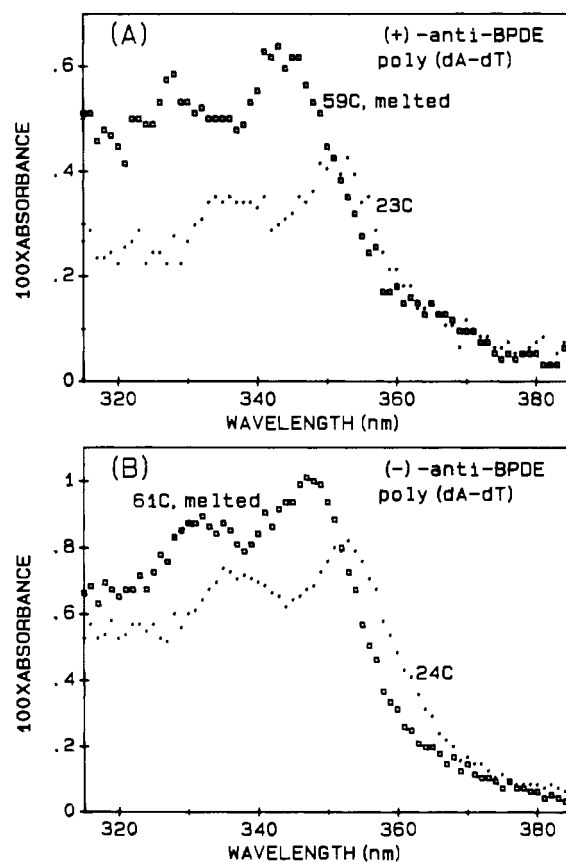 (A)
(+)-anti-BPDE
poly (dA-dT)
.6
59C, melted
.4
23C
.2
0
100XABSORBANCE
320
340
360
380
WAVELENGTH (nm)
(B)
(-)-anti-BPDE
poly (dA-dT)
1
61C, melted
.8
.6
24C
.4
.2
0
100XABSORBANCE
320
340
360
380
WAVELENGTH (nm)